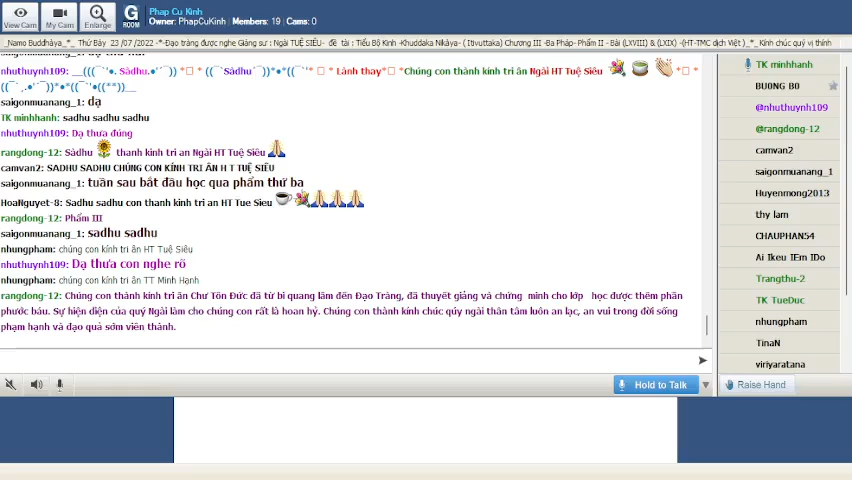 View Cam
My Cam
Enlarge
G
ROOM
Phap Cu Kinh
Owner: PhapCuKinh | Members: 19 | Cams: 0
_Namo Buddhāya_*_ Thứ Bảy 23 /07 /2022 -*-Đạo tràng được nghe Giảng sư : Ngài TUỆ SIÊU- đề tài : Tiểu Bộ Kinh -Khuddaka Nikāya- ( Itivuttaka) Chương III -Ba Pháp- Phẩm II - Bài (LXVIII) & (LXIX) -(HT-TMC dịch Việt ) _*_ Kính chúc quý vị thính
nhuthuynh109: __(((¯`'•. Sādhu.•'´¯)) *
* ((¯`Sādhu´¯))*•*((¯`'* * Lành thay* *Chúng con thành kính tri ân Ngài HT Tuệ Siêu
saigonmuanang_1: dạ
TK minhhanh: sadhu sadhu sadhu
nhuthuynh109: Dạ thưa đúng
rangdong-12: Sādhu thanh kinh tri an Ngài HT Tuệ Siêu
camvan2: SADHU SADHU CHÚNG CON KÍNH TRI ÂN H T TUỆ SIÊU
saigonmuanang_1: tuần sau bắt đầu học qua phẩm thứ ba
HoaNguyet-8: Sadhu sadhu con thanh kinh tri an HT Tue Sieu
rangdong-12: Phẩm III
saigonmuanang_1: sadhu sadhu
nhungpham: chúng con kính tri ân HT Tuệ Siêu
nhuthuynh109: Dạ thưa con nghe rõ
nhungpham: chúng con kính tri ân TT Minh Hạnh
rangdong-12: Chúng con thành kính tri ân Chư Tôn Đức đã từ bi quang lâm đến Đạo Tràng, đã thuyết giảng và chứng minh cho lớp học được thêm phần
phước báu. Sự hiện diện của quý Ngài làm cho chúng con rất là hoan hỷ. Chúng con thành kính chúc qúy ngài thân tâm luôn an lạc, an vui trong đời sống
phạm hạnh và đạo quả sớm viên thành.
TK minhhanh
BUONG B0
@nhuthuynh109
@rangdong-12
camvan2
saigonmuanang_1
Huyenmong2013
thy lam
CHAUPHAN54
Ai Ikeu IEm IDo
Trangthu-2
TK TueDuc
nhungpham
TinaN
viriyaratana
Hold to Talk
Raise Hand